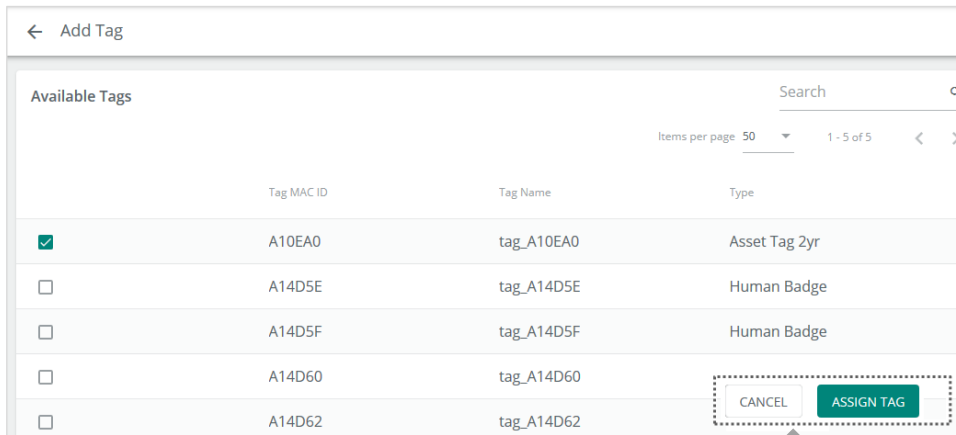 Add Tag
Available Tags
Search
Items per page 50 1 - 5 of 5
Tag MAC ID Tag Name Type
A10EA0 tag_A10EA0 Asset Tag 2yr
A14D5E tag_A14D5E Human Badge
A14D5F tag_A14D5F Human Badge
A14D60 tag_A14D60
CANCEL ASSIGN TAG
A14D62 tag_A14D62